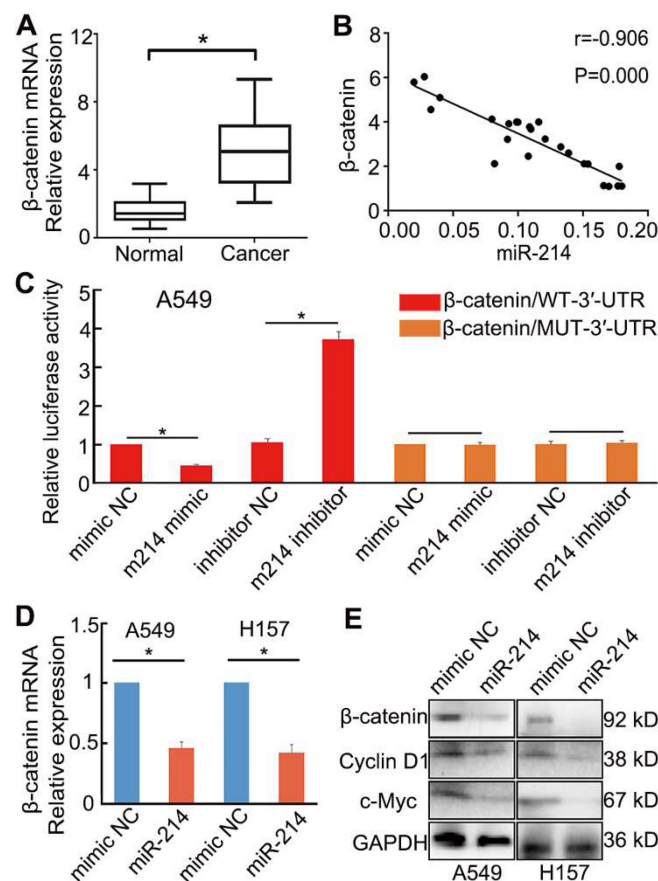 A
β-catenin mRNA
Relative expression
12
6
0
*
Normal
Cancer
B
β-catenin
8
6
4
2
0
r=-0.906
P=0.000
0.00
0.05
0.10
0.15
0.20
miR-214
C
Relative luciferase activity
5
4
3
2
1
0
A549
*
*
β-catenin/WT-3′-UTR
β-catenin/MUT-3′-UTR
mimic NC
m214 mimic
inhibitor NC
m214 inhibitor
mimic NC
m214 mimic
inhibitor NC
m214 inhibitor
D
β-catenin mRNA
Relative expression
1.5
1
0.5
0
A549
H157
*
*
mimic NC
miR-214
mimic NC
miR-214
E
mimic NC
miR-214
mimic NC
miR-214
β-catenin
92 kD
Cyclin D1
38 kD
c-Myc
67 kD
GAPDH
36 kD
A549
H157